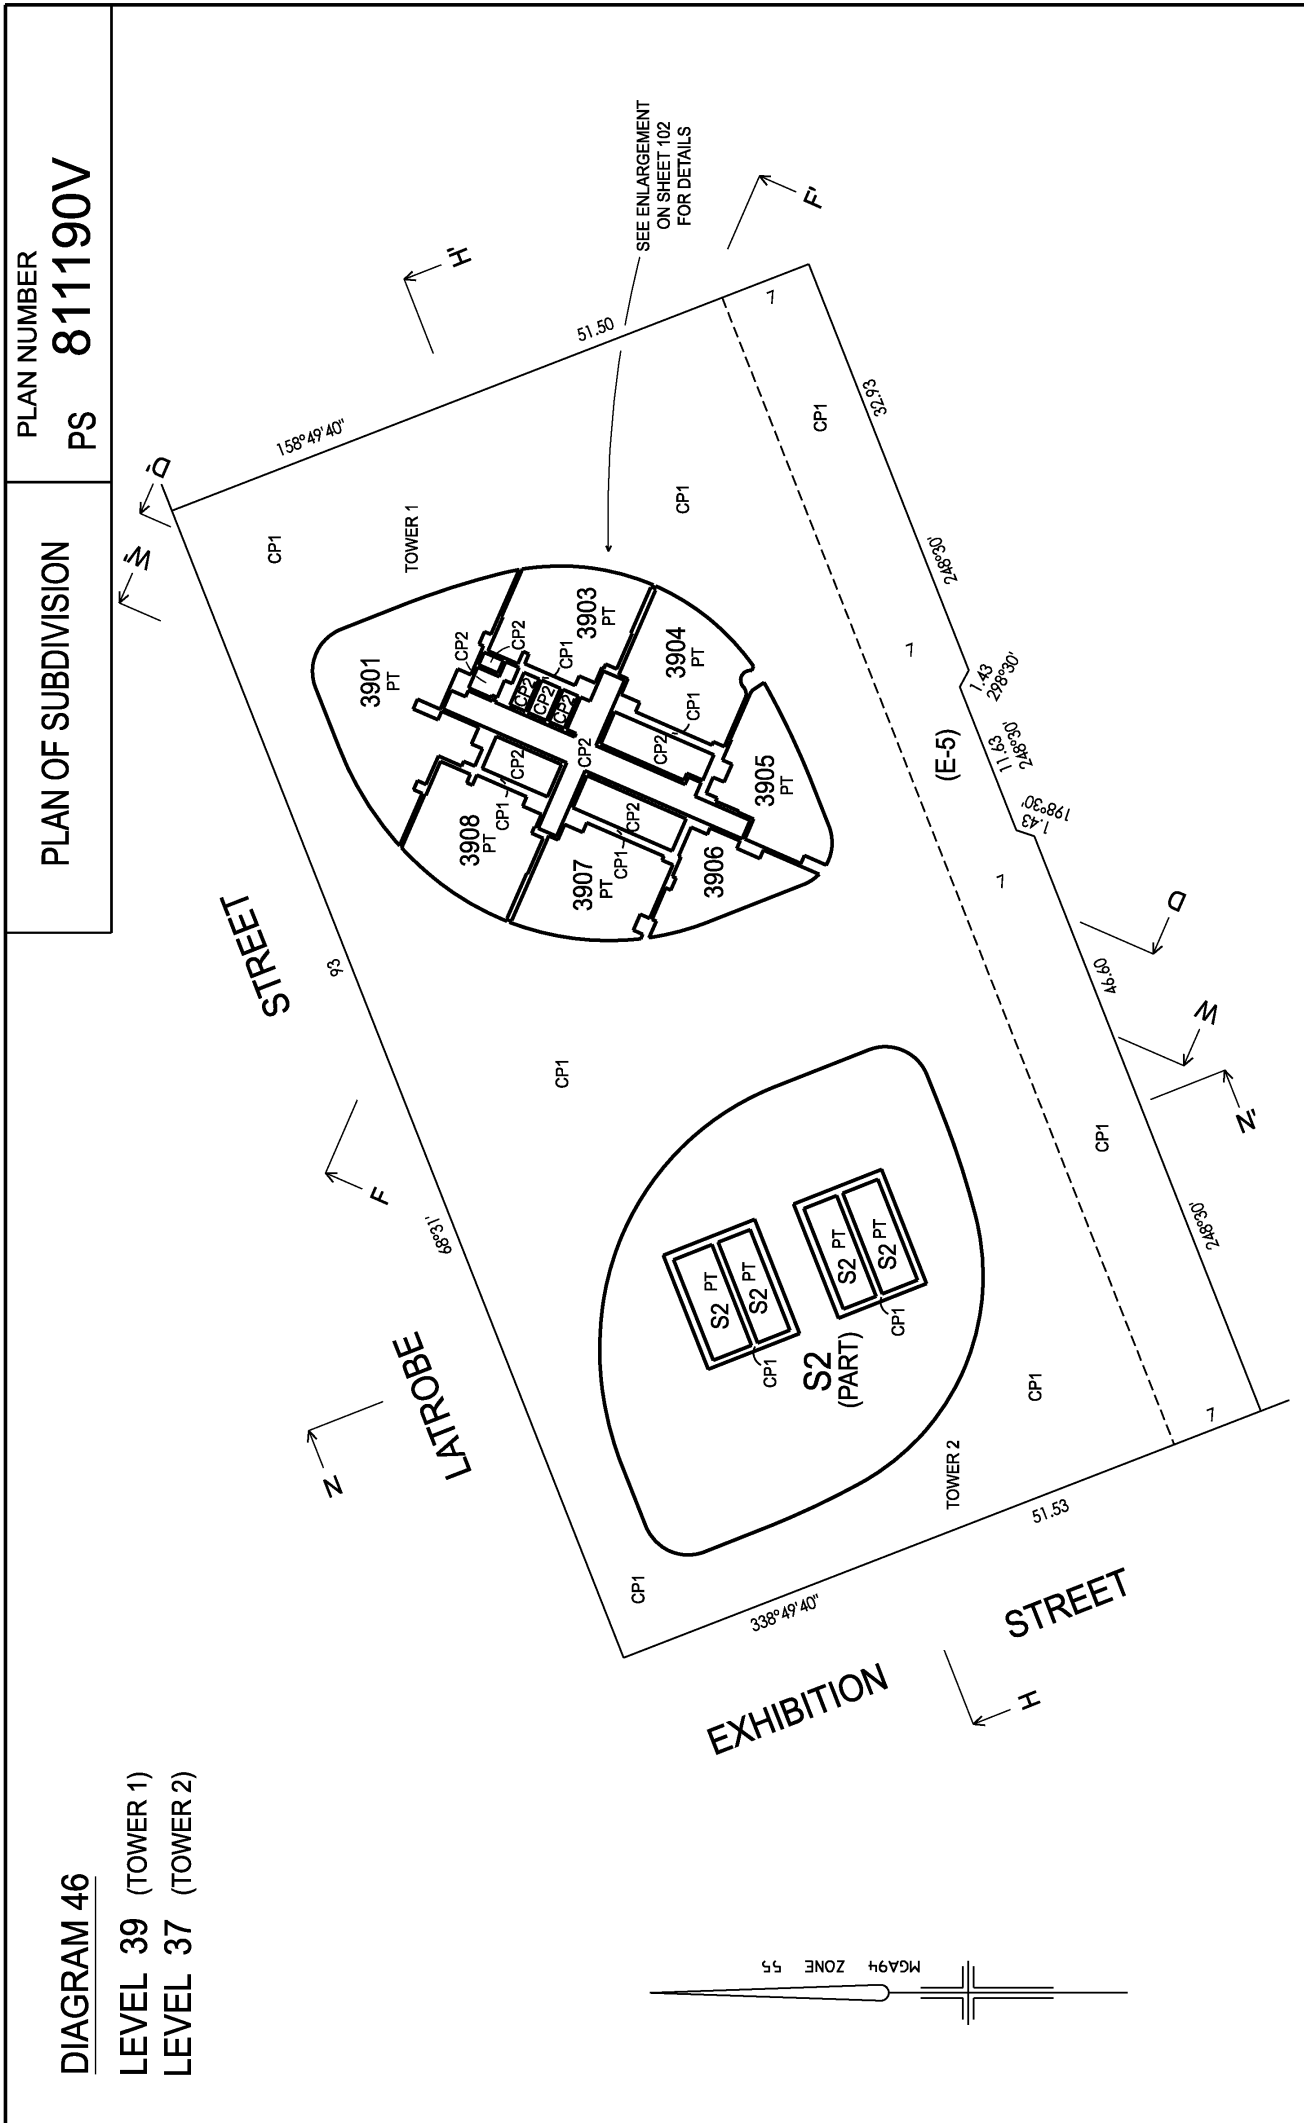 DIAGRAM 46
LEVEL 39 (TOWER 1)
LEVEL 37 (TOWER 2)
PLAN OF SUBDIVISION
PLAN NUMBER
PS 811190V
LATROBE
STREET
EXHIBITION
STREET
68°31'
93
158°49'40"
51.50
338°49'40"
51.53
SEE ENLARGEMENT
ON SHEET 102
FOR DETAILS
TOWER 1
TOWER 2
3901
PT
3903
PT
3904
PT
3905
PT
3906
3907
PT
3908
PT
CP2
CP2
CP2
CP2
CP2
CP2
CP2
CP2
CP2
CP1
CP1
CP1
CP1
CP1
CP1
CP1
CP1
CP1
CP1
CP1
CP1
S2 PT
S2 PT
CP1
S2 PT
S2 PT
CP1
S2
(PART)
(E-5)
7
7
7
7
248°30'
46.60
1.43
198°30'
11.63
248°30'
1.43
298°30'
248°30'
32.93
N
N'
F
F'
H
H'
D
D'
W
W'
MGA94 ZONE 55